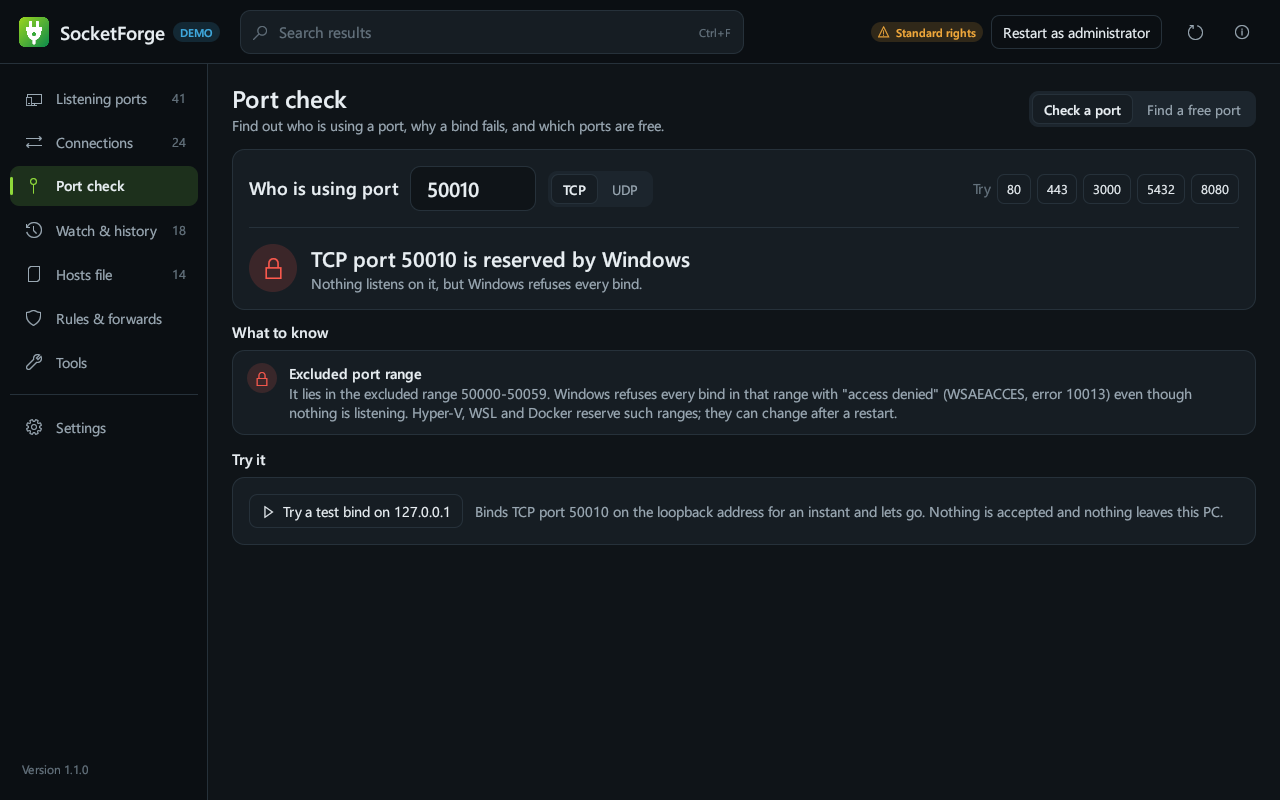 SocketForge DEMO
Search results Ctrl+F
Standard rights
Restart as administrator
Listening ports 41
Connections 24
Port check
Watch & history 18
Hosts file 14
Rules & forwards
Tools
Settings
Version 1.1.0
Port check
Find out who is using a port, why a bind fails, and which ports are free.
Check a port
Find a free port
Who is using port 50010 TCP UDP
Try 80 443 3000 5432 8080
TCP port 50010 is reserved by Windows
Nothing listens on it, but Windows refuses every bind.
What to know
Excluded port range
It lies in the excluded range 50000-50059. Windows refuses every bind in that range with "access denied" (WSAEACCES, error 10013) even though
nothing is listening. Hyper-V, WSL and Docker reserve such ranges; they can change after a restart.
Try it
Try a test bind on 127.0.0.1
Binds TCP port 50010 on the loopback address for an instant and lets go. Nothing is accepted and nothing leaves this PC.